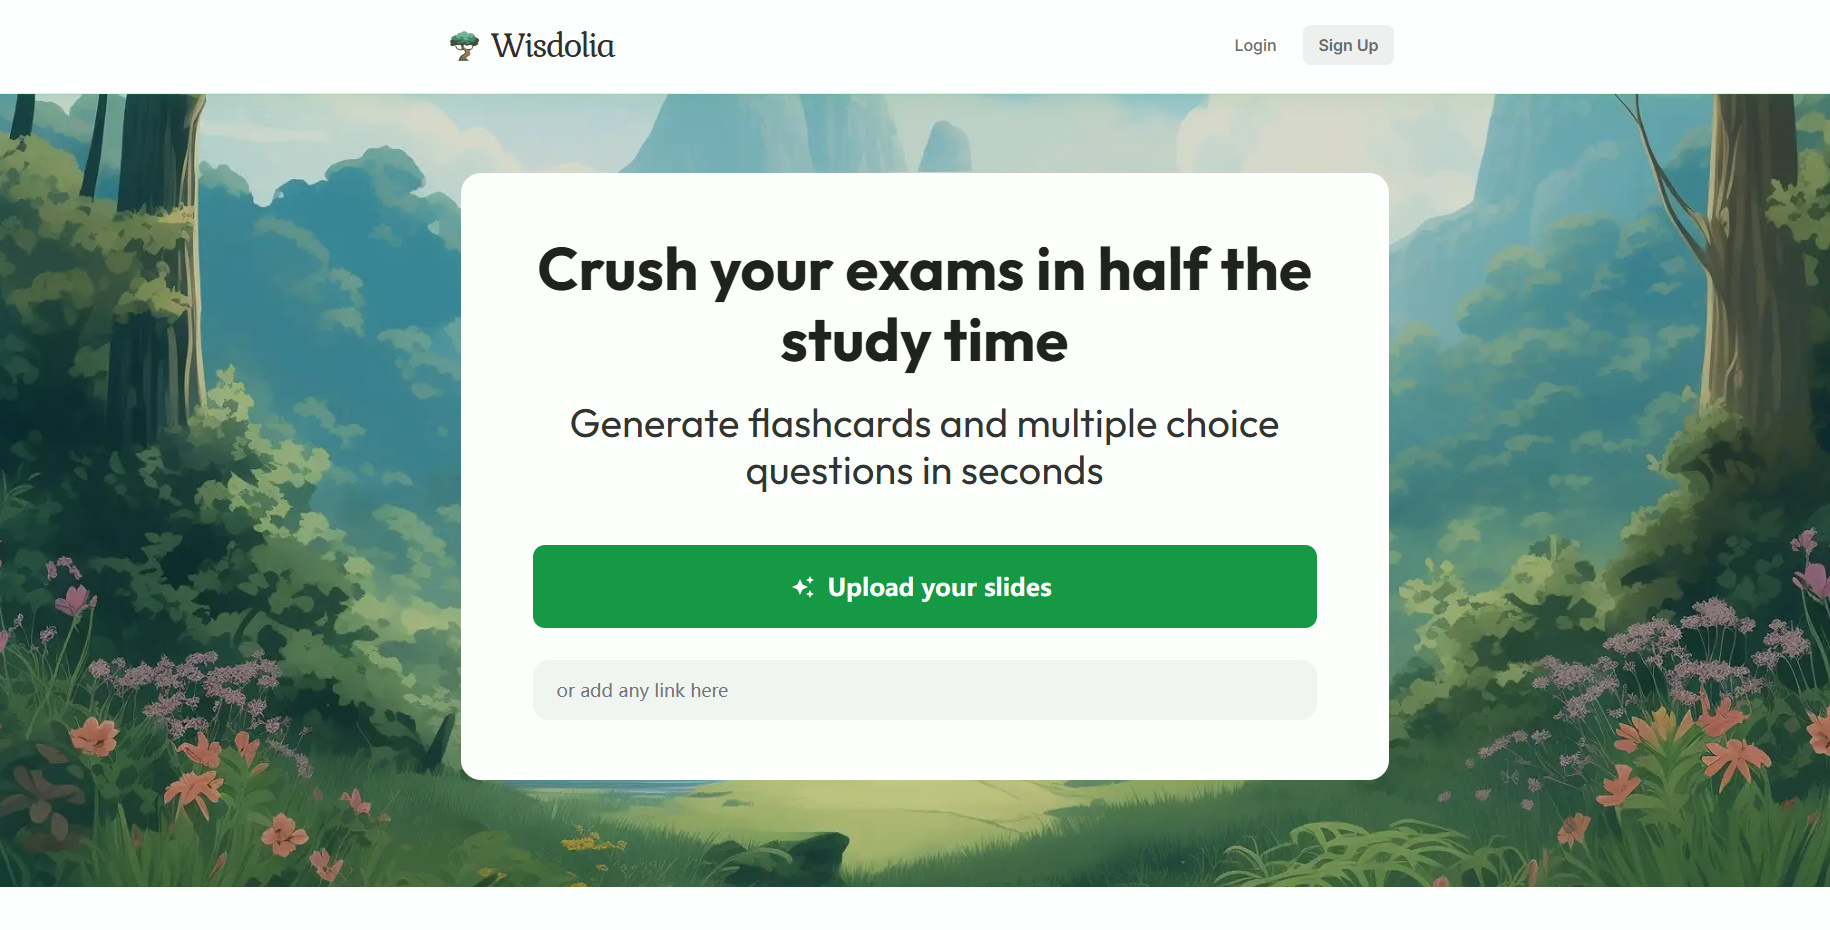 Wisdolia
Login
Sign Up
Crush your exams in half the
study time
Generate flashcards and multiple choice
questions in seconds
Upload your slides
or add any link here